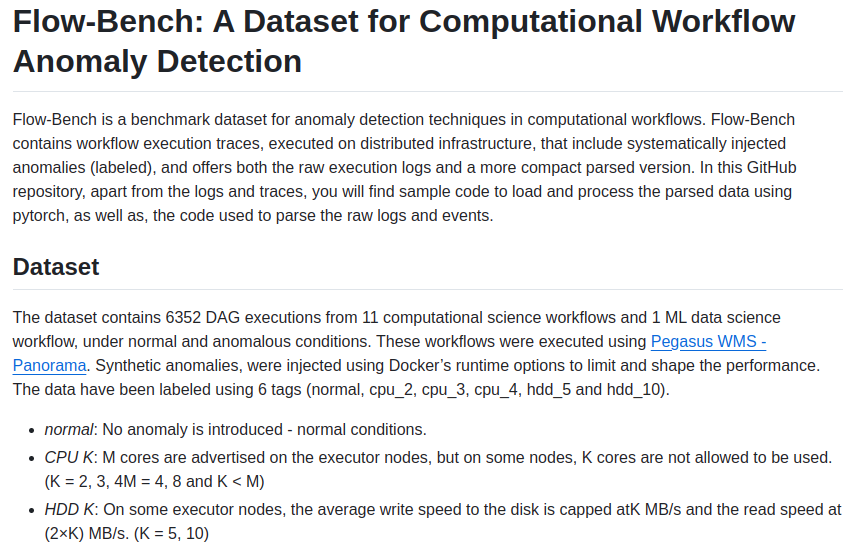 Flow-Bench: A Dataset for Computational Workflow
Anomaly Detection
Flow-Bench is a benchmark dataset for anomaly detection techniques in computational workflows. Flow-Bench
contains workflow execution traces, executed on distributed infrastructure, that include systematically injected
anomalies (labeled), and offers both the raw execution logs and a more compact parsed version. In this GitHub
repository, apart from the logs and traces, you will find sample code to load and process the parsed data using
pytorch, as well as, the code used to parse the raw logs and events.
Dataset
The dataset contains 6352 DAG executions from 11 computational science workflows and 1 ML data science
workflow, under normal and anomalous conditions. These workflows were executed using Pegasus WMS -
Panorama. Synthetic anomalies, were injected using Docker’s runtime options to limit and shape the performance.
The data have been labeled using 6 tags (normal, cpu_2, cpu_3, cpu_4, hdd_5 and hdd_10).
• normal: No anomaly is introduced - normal conditions.
• CPU K: M cores are advertised on the executor nodes, but on some nodes, K cores are not allowed to be used.
(K = 2, 3, 4M = 4, 8 and K < M)
• HDD K: On some executor nodes, the average write speed to the disk is capped atK MB/s and the read speed at
(2×K) MB/s. (K = 5, 10)